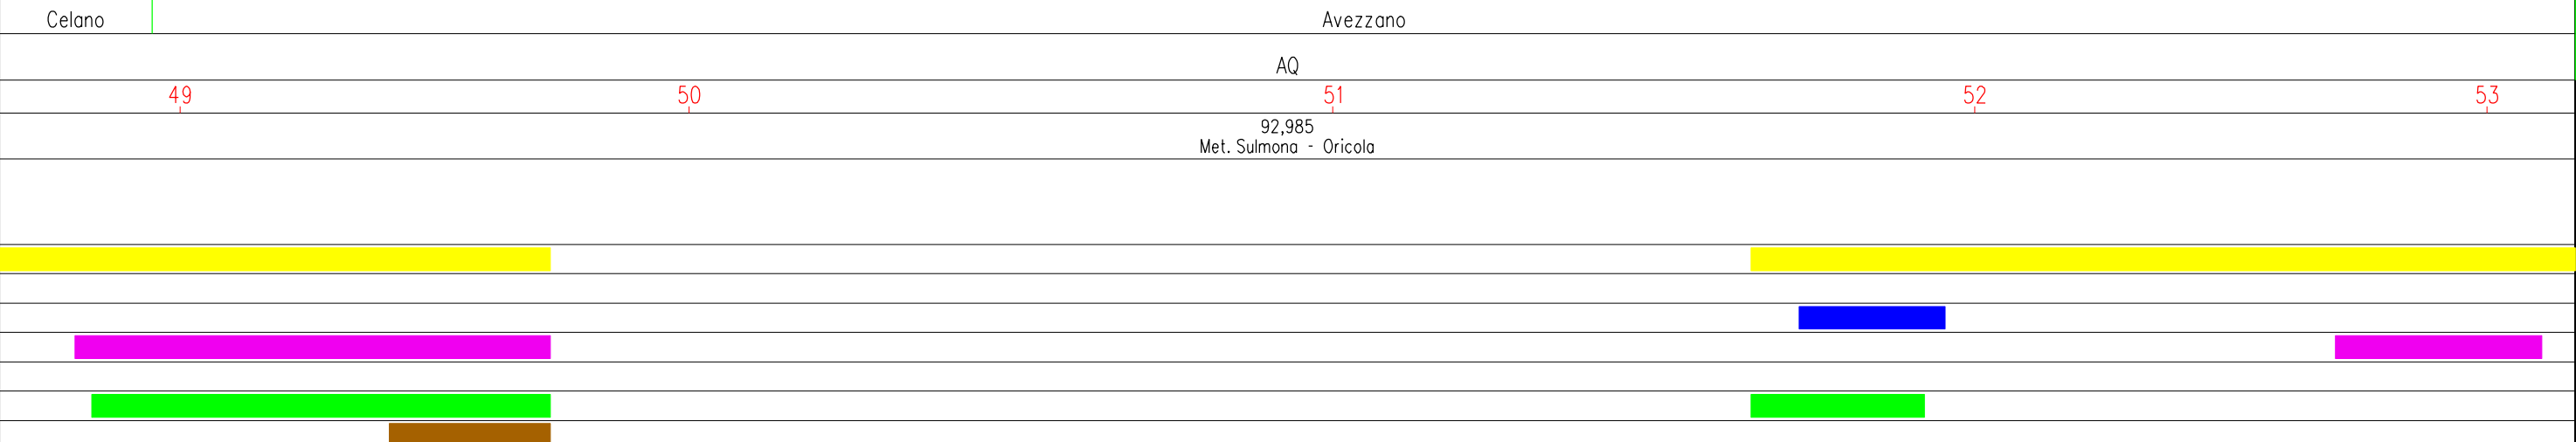 Celano Avezzano
AQ
49 50 51 52 53
92,985
Met. Sulmona - Oricola